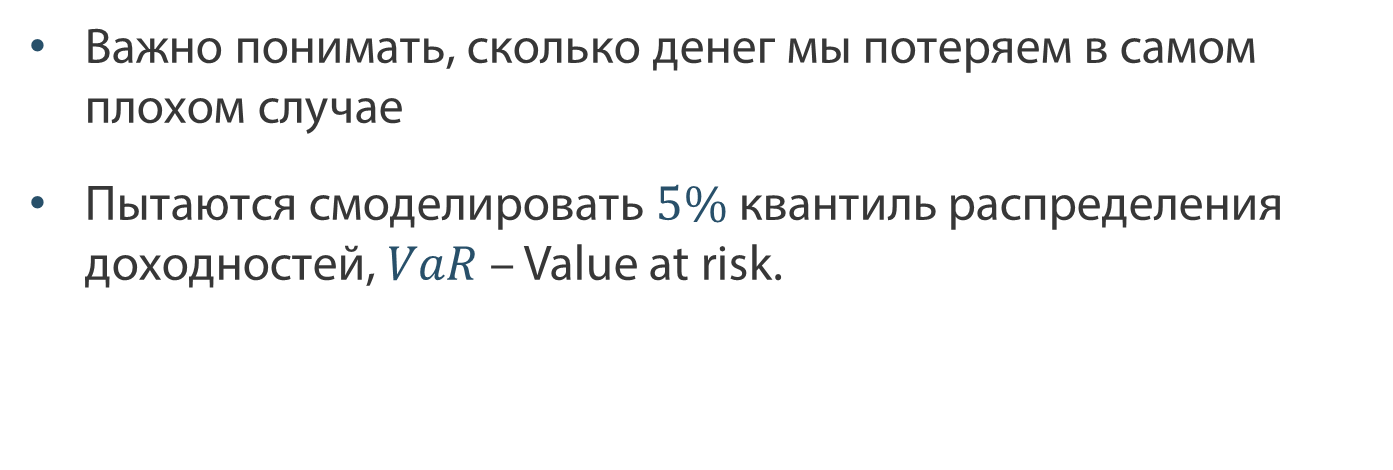 • Важно понимать, сколько денег мы потеряем в самом
плохом случае
• Пытаются смоделировать 5% квантиль распределения
доходностей, VaR – Value at risk.